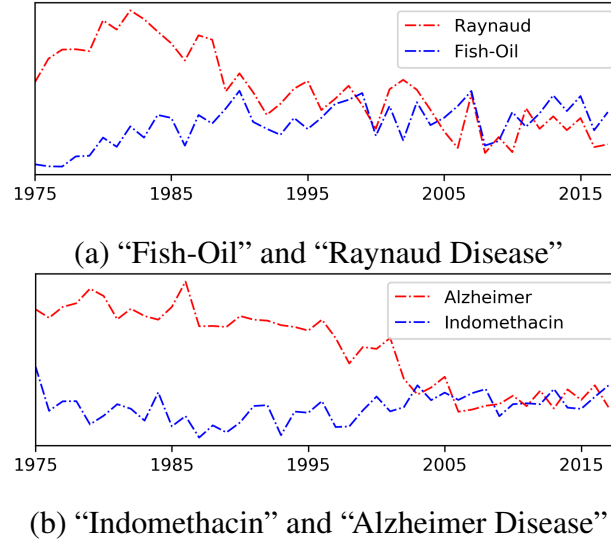 Raynaud
Fish-Oil
1975 1985 1995 2005 2015
(a) “Fish-Oil” and “Raynaud Disease”
Alzheimer
Indomethacin
1975 1985 1995 2005 2015
(b) “Indomethacin” and “Alzheimer Disease”